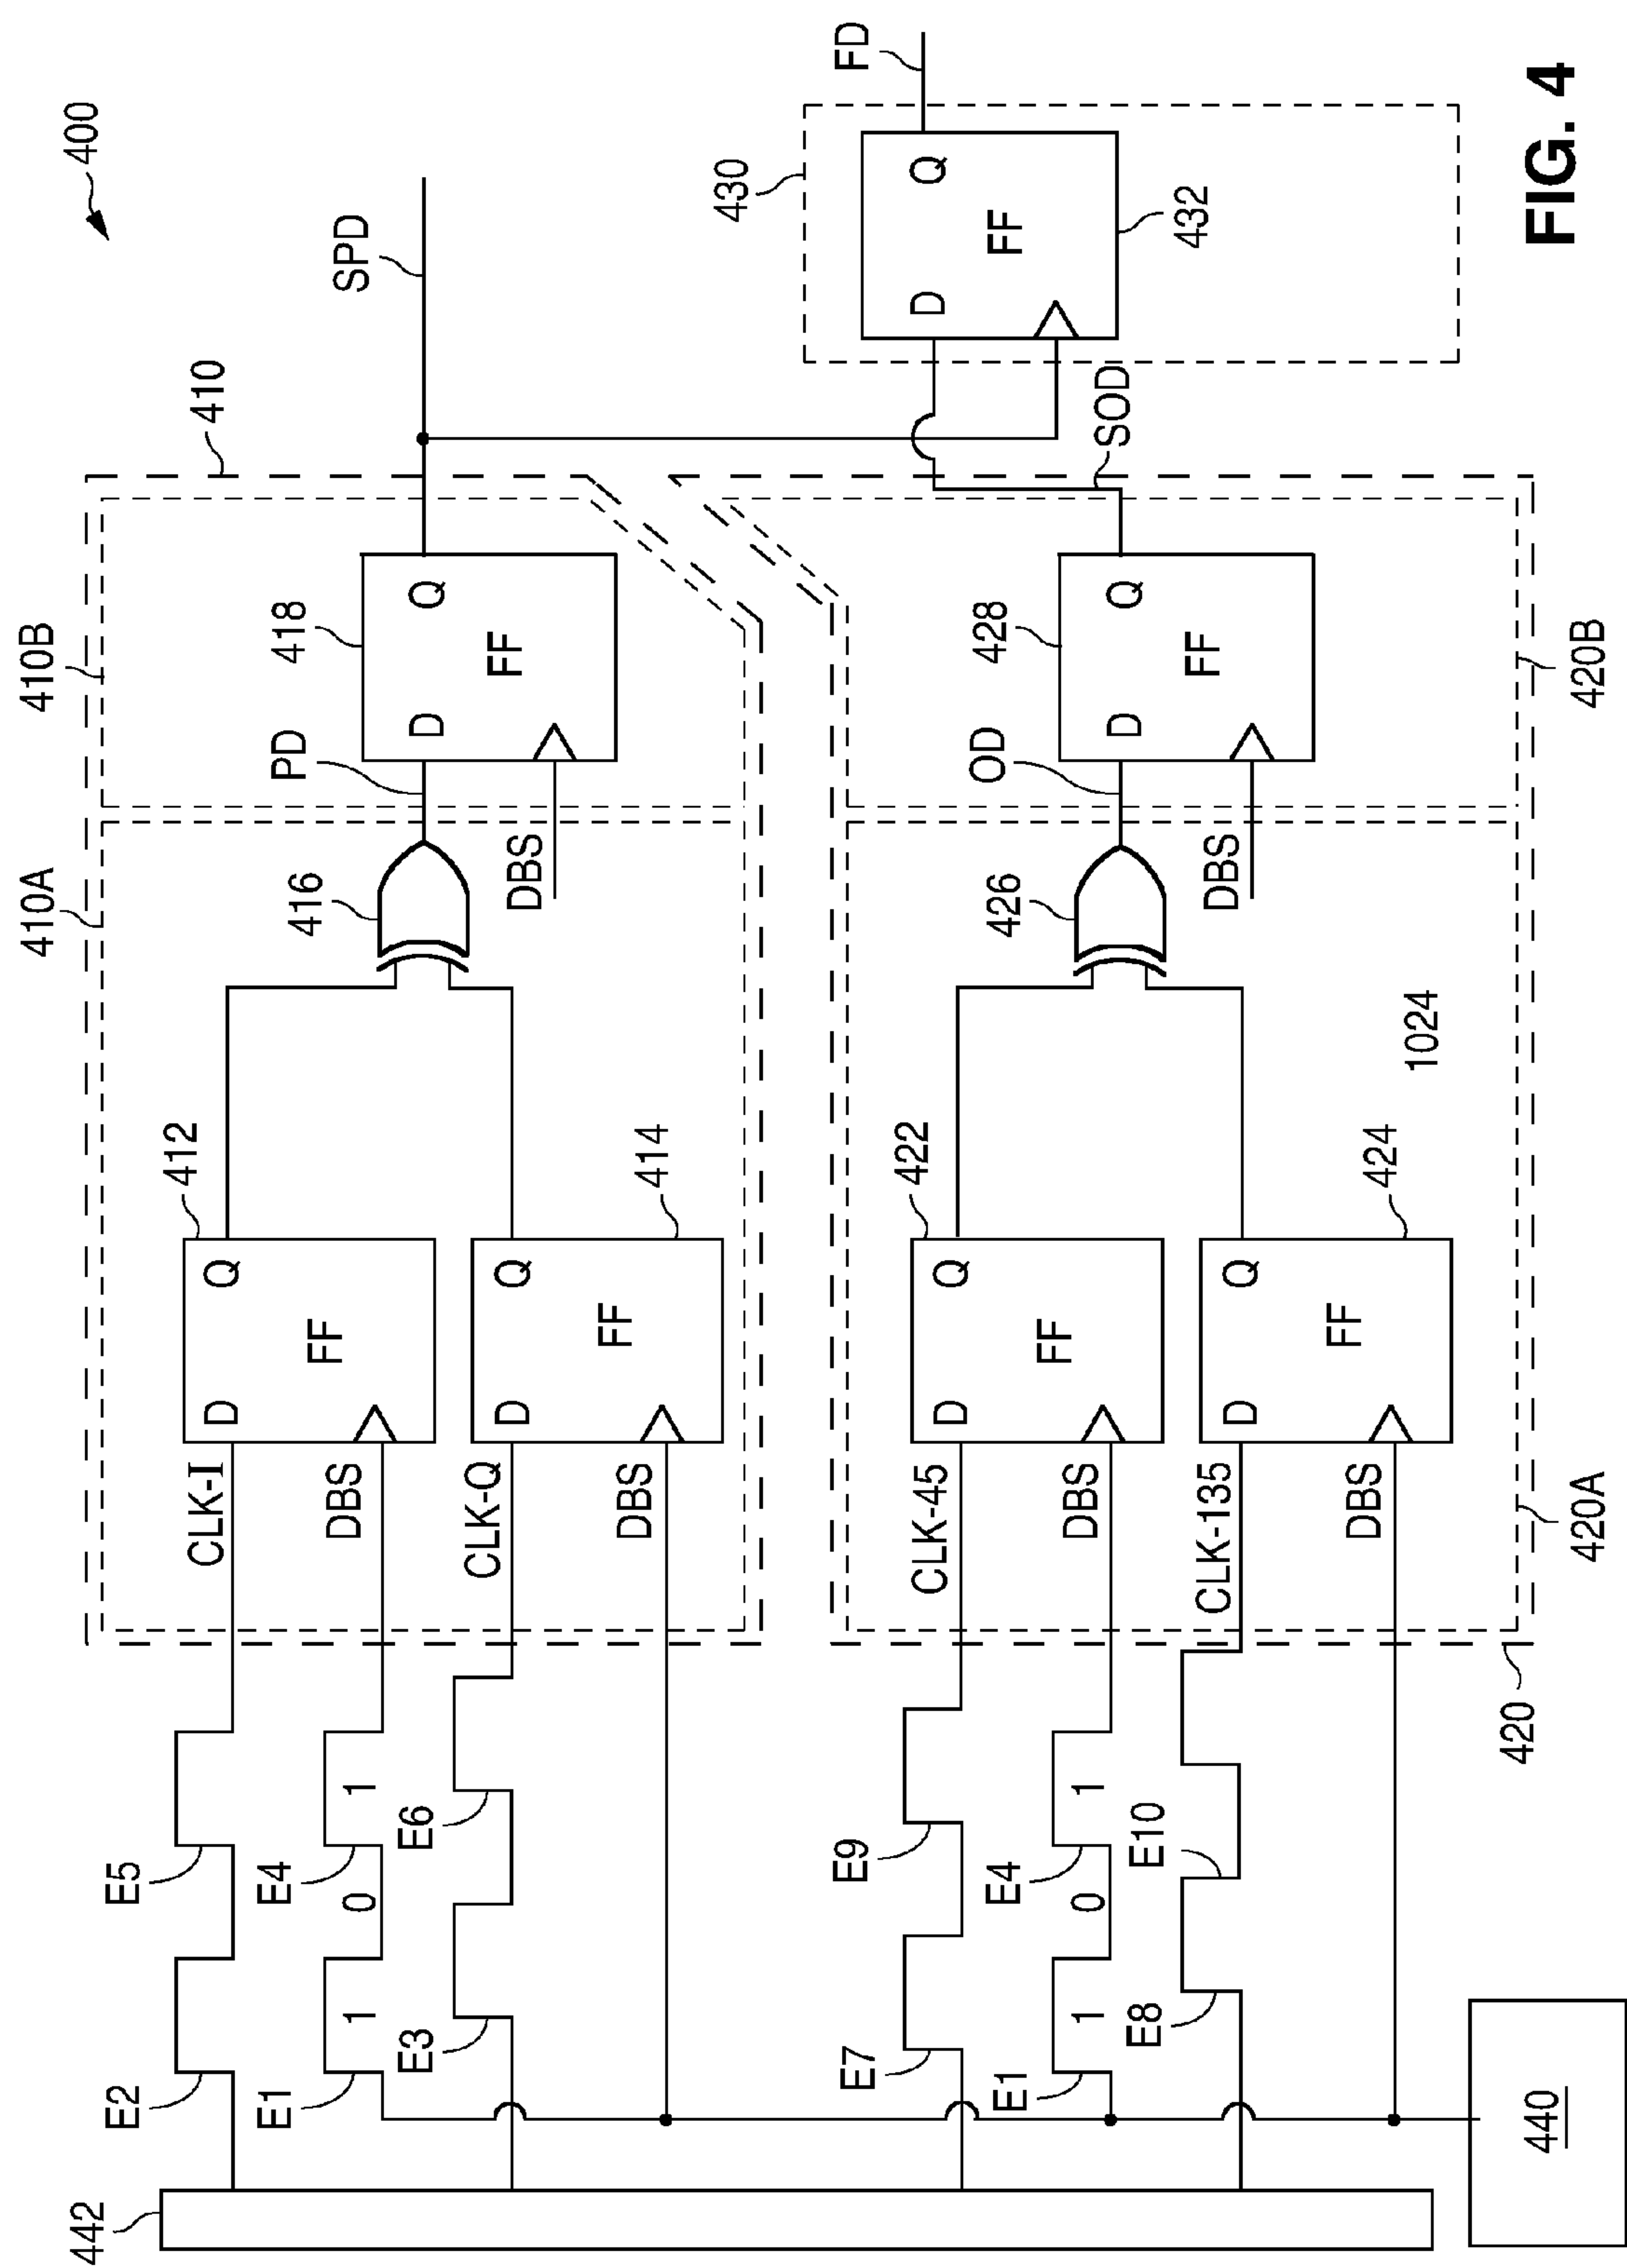 400
SPD
FD
410
430
410B
418
Q
FF
D
PD
DBS
410A
416
412
CLK-I
D
Q
FF
DBS
414
CLK-Q
D
Q
FF
DBS
D
Q
FF
432
SOD
428
Q
FF
D
OD
DBS
420B
426
1024
422
CLK-45
D
Q
FF
DBS
424
CLK-135
D
Q
FF
DBS
420A
420
E2
E5
E1
1
0
E4
1
E3
E6
E7
E9
E1
1
0
E4
1
E8
E10
442
440
FIG. 4